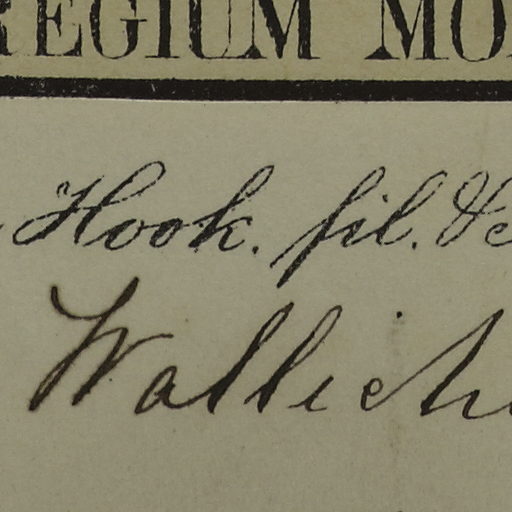 REGIUM MO
Hook. fil. &
Wallich